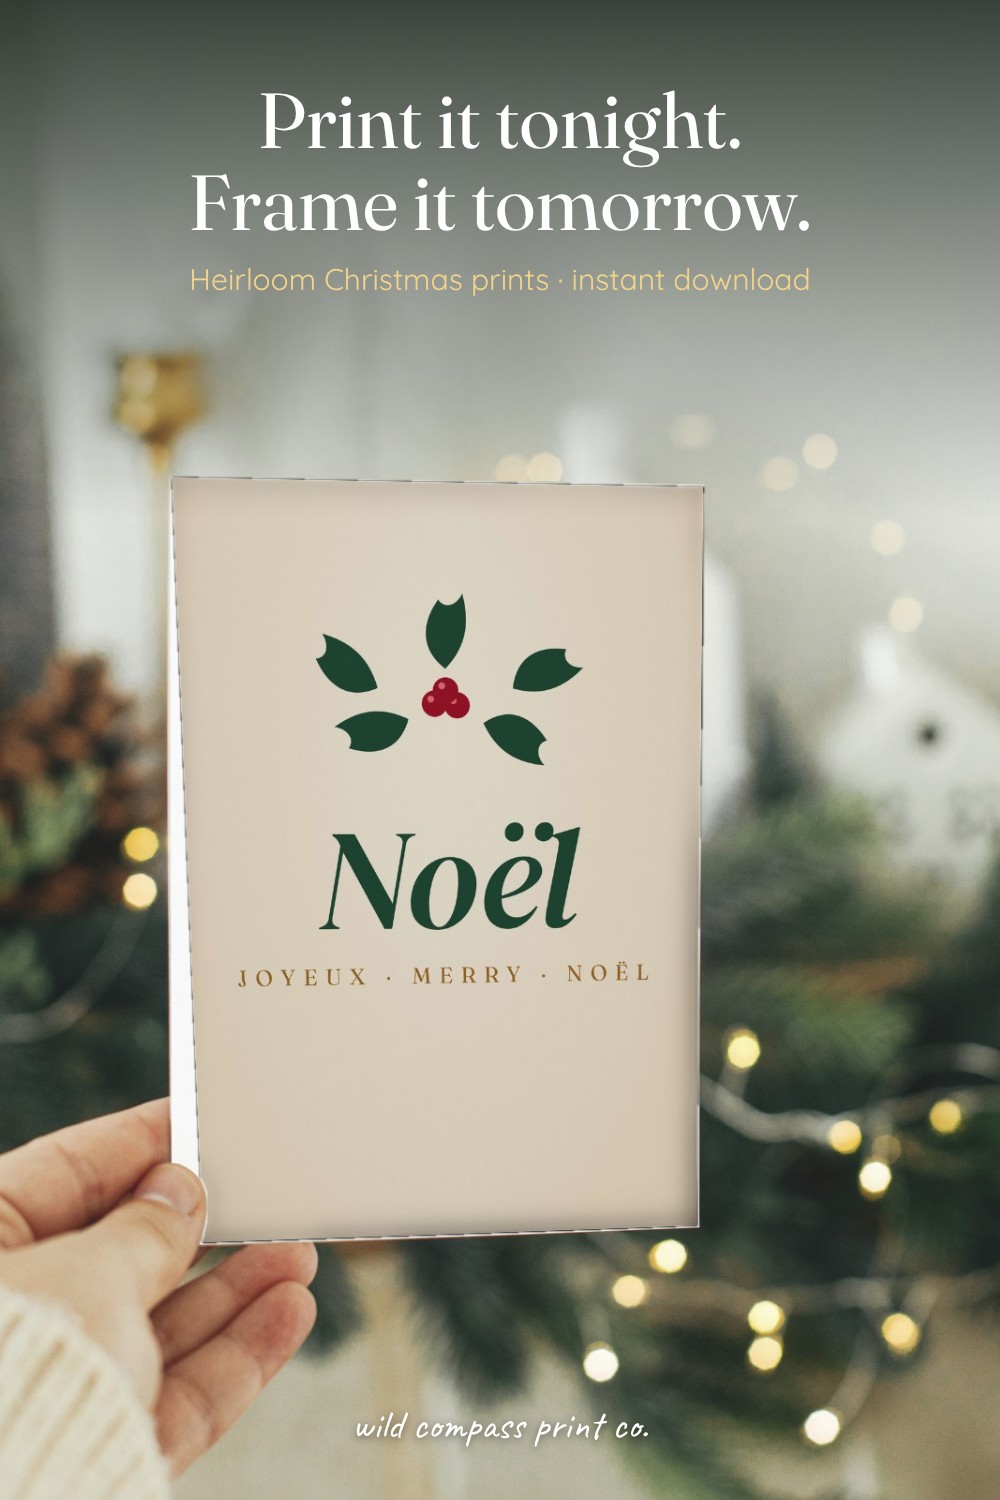 Print it tonight.
Frame it tomorrow.
Heirloom Christmas prints · instant download
Noël
JOYEUX · MERRY · NOËL
wild compass print co.